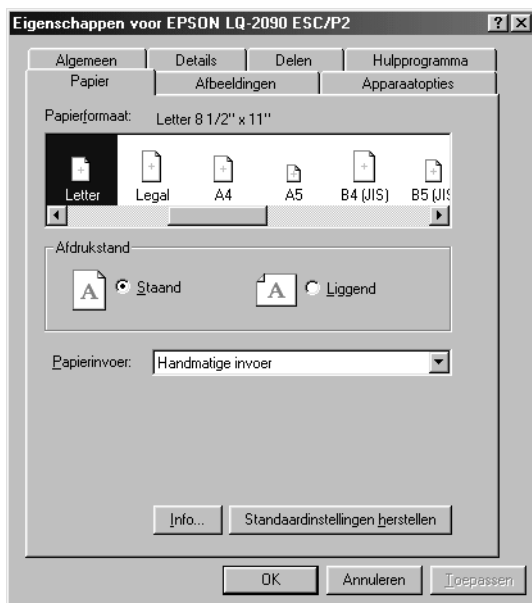 Eigenschappen voor EPSON LQ-2090 ESC/P2
Algemeen Details Delen Hulpprogramma
Papier Afbeeldingen Apparaatopties
Papierformaat: Letter 8 1/2" x 11"
Letter Legal A4 A5 B4 (JIS) B5 (JIS
Afdrukstand
A Staand A Liggend
Papierinvoer: Handmatige invoer
Info... Standaardinstellingen herstellen
OK Annuleren Toepassen